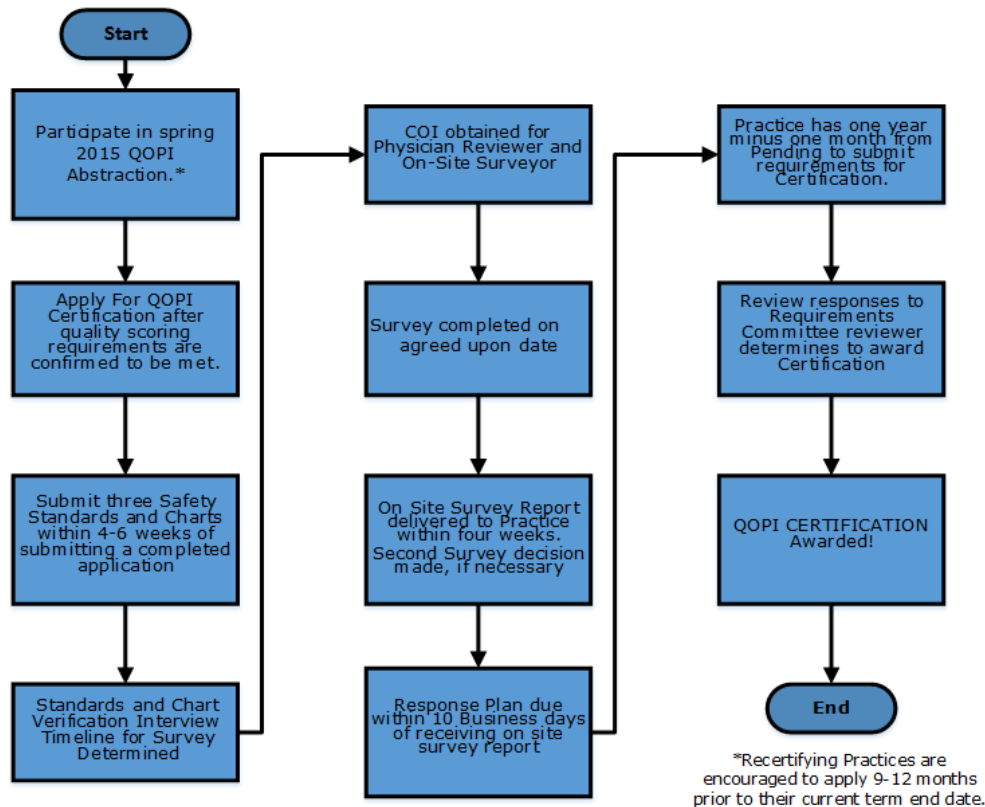 Start
Participate in spring
2015 QOPI
Abstraction.*
Apply For QOPI
Certification after
quality scoring
requirements are
confirmed to be met.
Submit three Safety
Standards and Charts
within 4-6 weeks of
submitting a completed
application
Standards and Chart
Verification Interview
Timeline for Survey
Determined
COI obtained for
Physician Reviewer and
On-Site Surveyor
Survey completed on
agreed upon date
On Site Survey Report
delivered to Practice
within four weeks.
Second Survey decision
made, if necessary
Response Plan due
within 10 Business days
of receiving on site
survey report
Practice has one year
minus one month from
Pending to submit
requirements for
Certification.
Review responses to
Requirements
Committee reviewer
determines to award
Certification
QOPI CERTIFICATION
Awarded!
End
*Recertifying Practices are
encouraged to apply 9-12 months
prior to their current term end date.